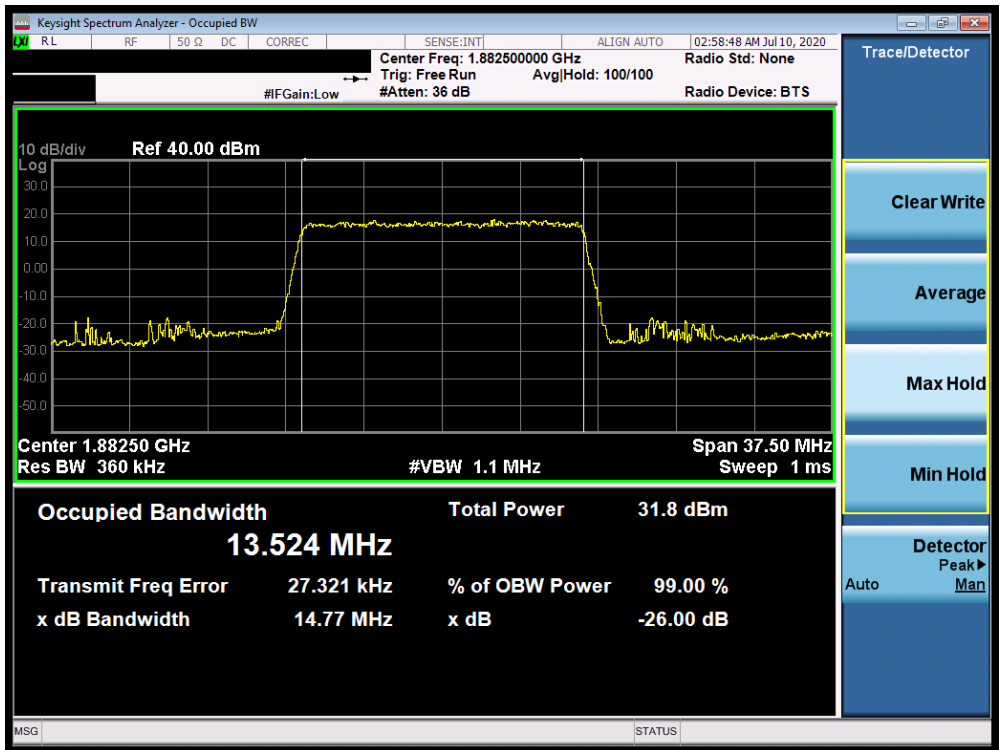 Keysight Spectrum Analyzer - Occupied BW
LXI RL RF 50 Ω DC CORREC SENSE:INT ALIGN AUTO 02:58:48 AM Jul 10, 2020
Center Freq: 1.882500000 GHz Radio Std: None
Trig: Free Run Avg|Hold: 100/100
#IFGain:Low #Atten: 36 dB Radio Device: BTS
10 dB/div Ref 40.00 dBm
Log
30.0
20.0
10.0
0.00
-10.0
-20.0
-30.0
-40.0
-50.0
Center 1.88250 GHz Span 37.50 MHz
Res BW 360 kHz #VBW 1.1 MHz Sweep 1 ms
Occupied Bandwidth Total Power 31.8 dBm
13.524 MHz
Transmit Freq Error 27.321 kHz % of OBW Power 99.00 %
x dB Bandwidth 14.77 MHz x dB -26.00 dB
Trace/Detector
Clear Write
Average
Max Hold
Min Hold
Detector
Peak▶
Auto Man
MSG STATUS